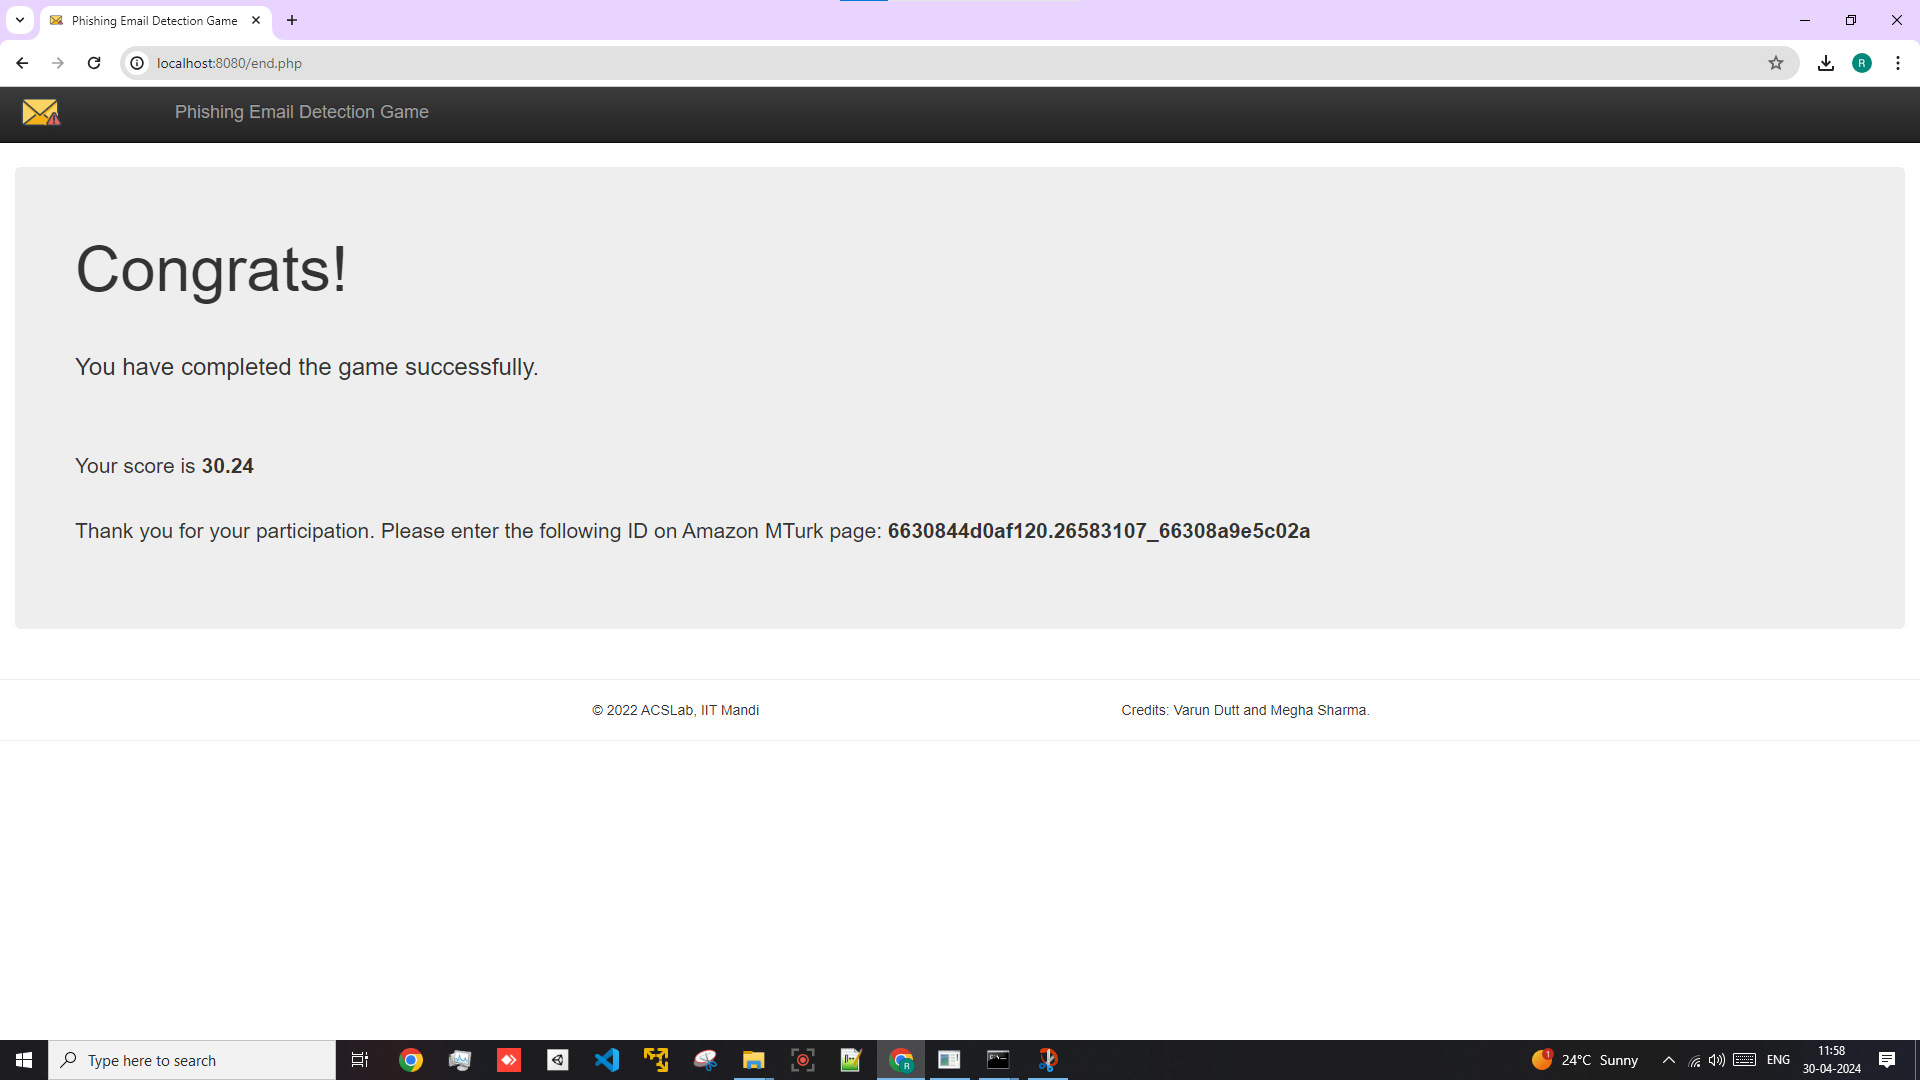 Phishing Email Detection Game
localhost:8080/end.php
R
Phishing Email Detection Game
Congrats!
You have completed the game successfully.
Your score is 30.24
Thank you for your participation. Please enter the following ID on Amazon MTurk page: 6630844d0af120.26583107_66308a9e5c02a
© 2022 ACSLab, IIT Mandi
Credits: Varun Dutt and Megha Sharma.
Type here to search
R
1
24°C Sunny
ENG
11:58
30-04-2024